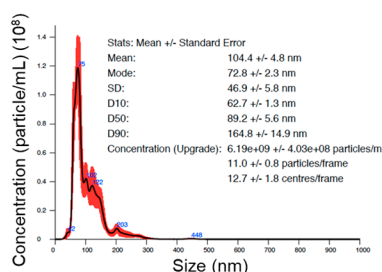 Concentration (particle/mL) (10⁸)
1.4
1.2
1.0
0.8
0.6
0.4
0.2
0
0 100 200 300 400 500 600 700 800 900 1000
Size (nm)
203
448
Stats: Mean +/- Standard Error
Mean: 104.4 +/- 4.8 nm
Mode: 72.8 +/- 2.3 nm
SD: 46.9 +/- 5.8 nm
D10: 62.7 +/- 1.3 nm
D50: 89.2 +/- 5.6 nm
D90: 164.8 +/- 14.9 nm
Concentration (Upgrade): 6.19e+09 +/- 4.03e+08 particles/m
11.0 +/- 0.8 particles/frame
12.7 +/- 1.8 centres/frame